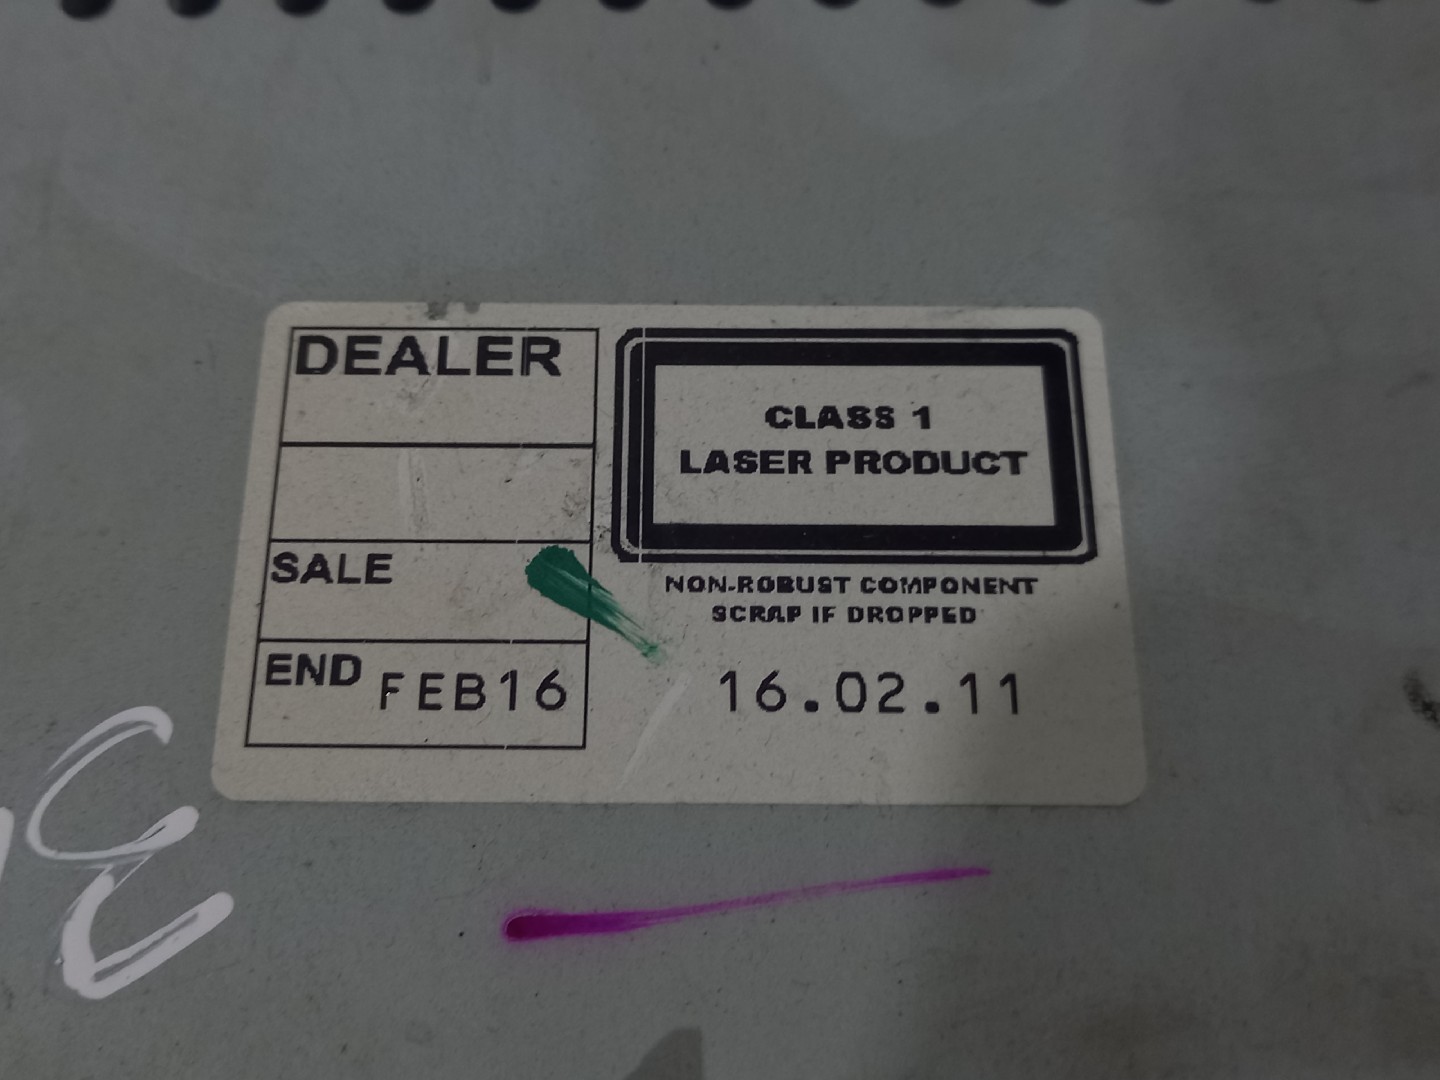 DEALER
SALE
END FEB16
CLASS 1
LASER PRODUCT
NON-ROBUST COMPONENT
SCRAP IF DROPPED
16.02.11